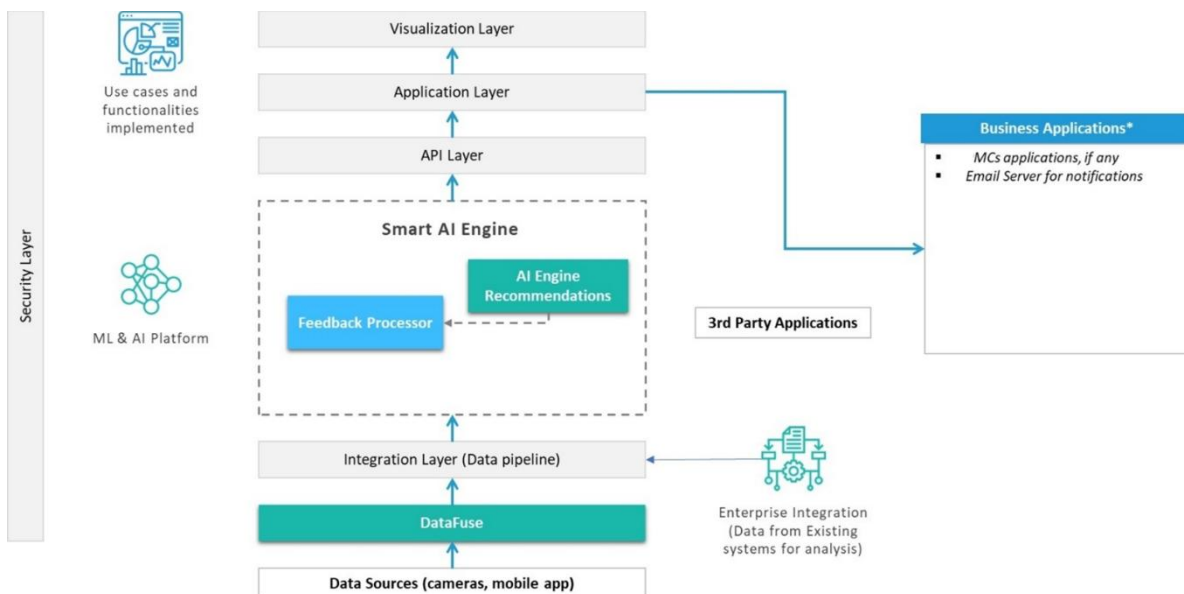 Visualization Layer
Use cases and
functionalities
implemented
Application Layer
API Layer
Business Applications*
▪ MCs applications, if any
▪ Email Server for notifications
Security Layer
Smart AI Engine
AI Engine
Recommendations
Feedback Processor
ML & AI Platform
3rd Party Applications
Integration Layer (Data pipeline)
Enterprise Integration
(Data from Existing
systems for analysis)
DataFuse
Data Sources (cameras, mobile app)